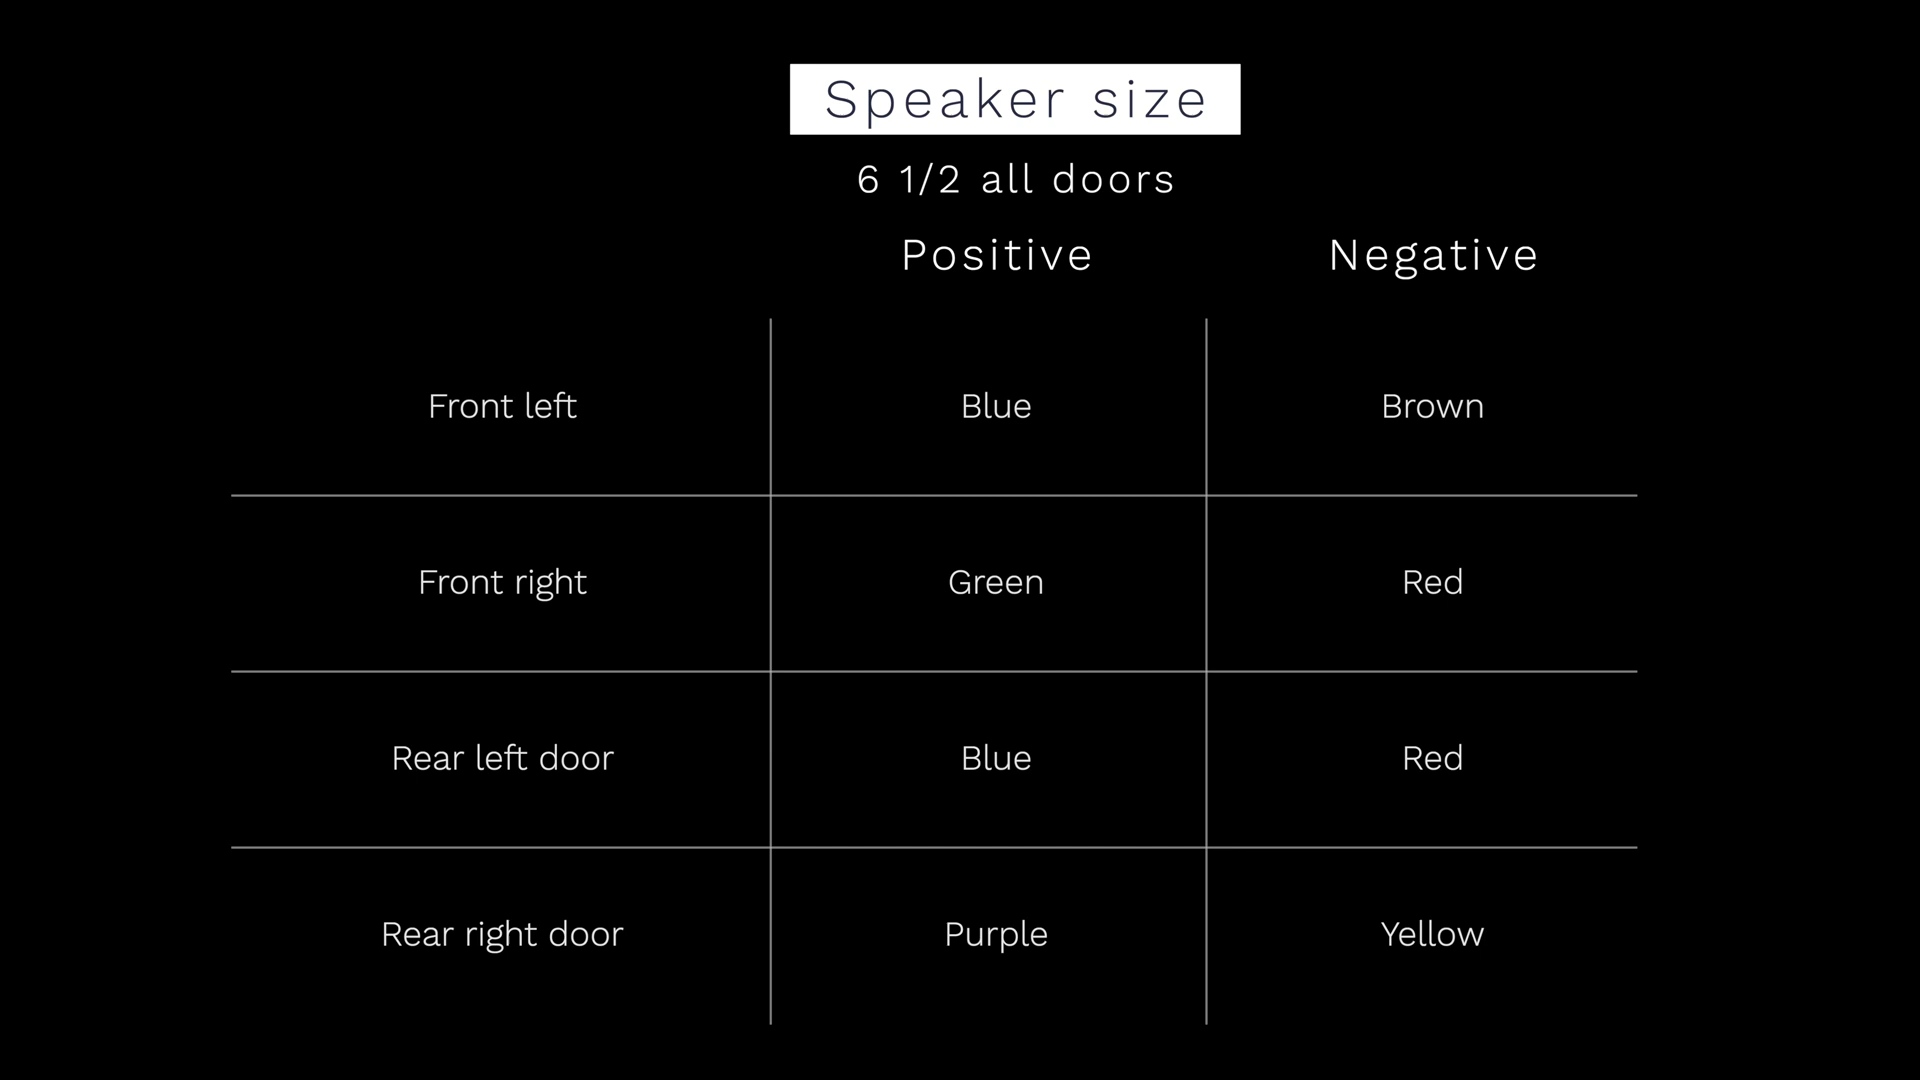 Speaker size
6 1/2 all doors
Positive Negative
Front left Blue Brown
Front right Green Red
Rear left door Blue Red
Rear right door Purple Yellow